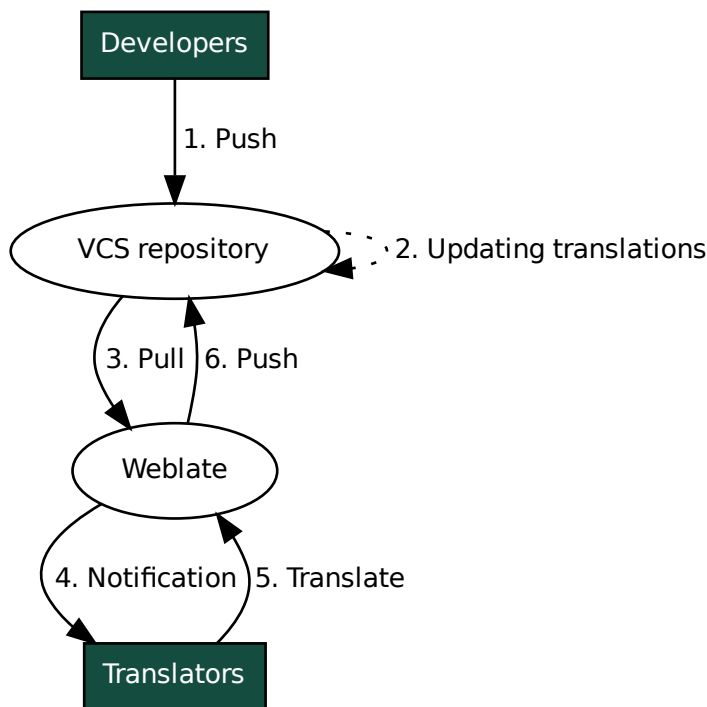 Developers
1. Push
VCS repository
2. Updating translations
3. Pull
6. Push
Weblate
4. Notification
5. Translate
Translators